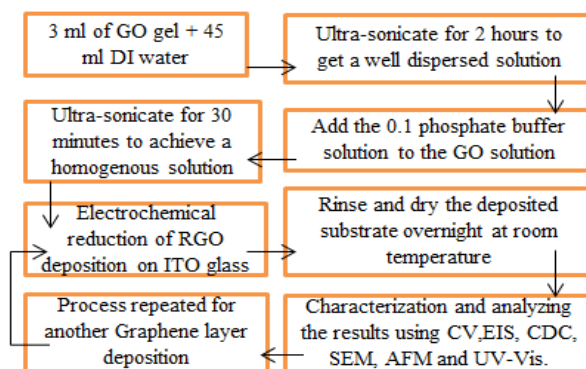 3 ml of GO gel + 45
ml DI water
Ultra-sonicate for 2 hours to
get a well dispersed solution
Add the 0.1 phosphate buffer
solution to the GO solution
Ultra-sonicate for 30
minutes to achieve a
homogenous solution
Electrochemical
reduction of RGO
deposition on ITO glass
Rinse and dry the deposited
substrate overnight at room
temperature
Characterization and analyzing
the results using CV,EIS, CDC,
SEM, AFM and UV-Vis.
Process repeated for
another Graphene layer
deposition